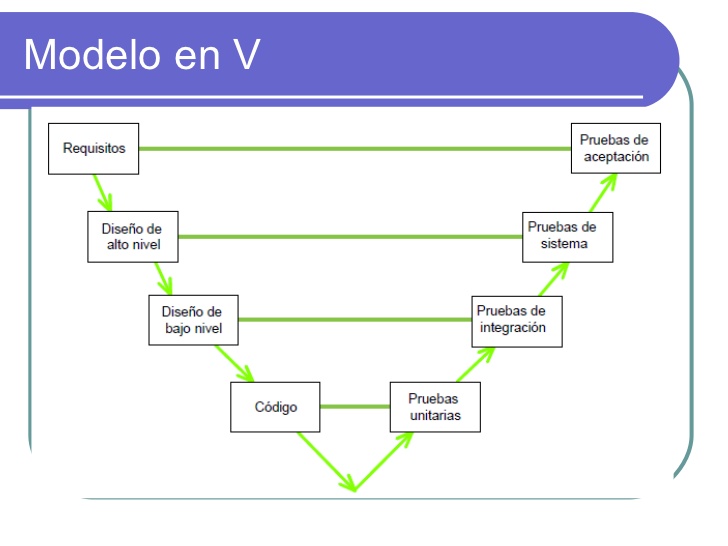 Modelo en V
Requisitos
Pruebas de
aceptación
Diseño de
alto nivel
Pruebas de
sistema
Diseño de
bajo nivel
Pruebas de
integración
Código
Pruebas
unitarias